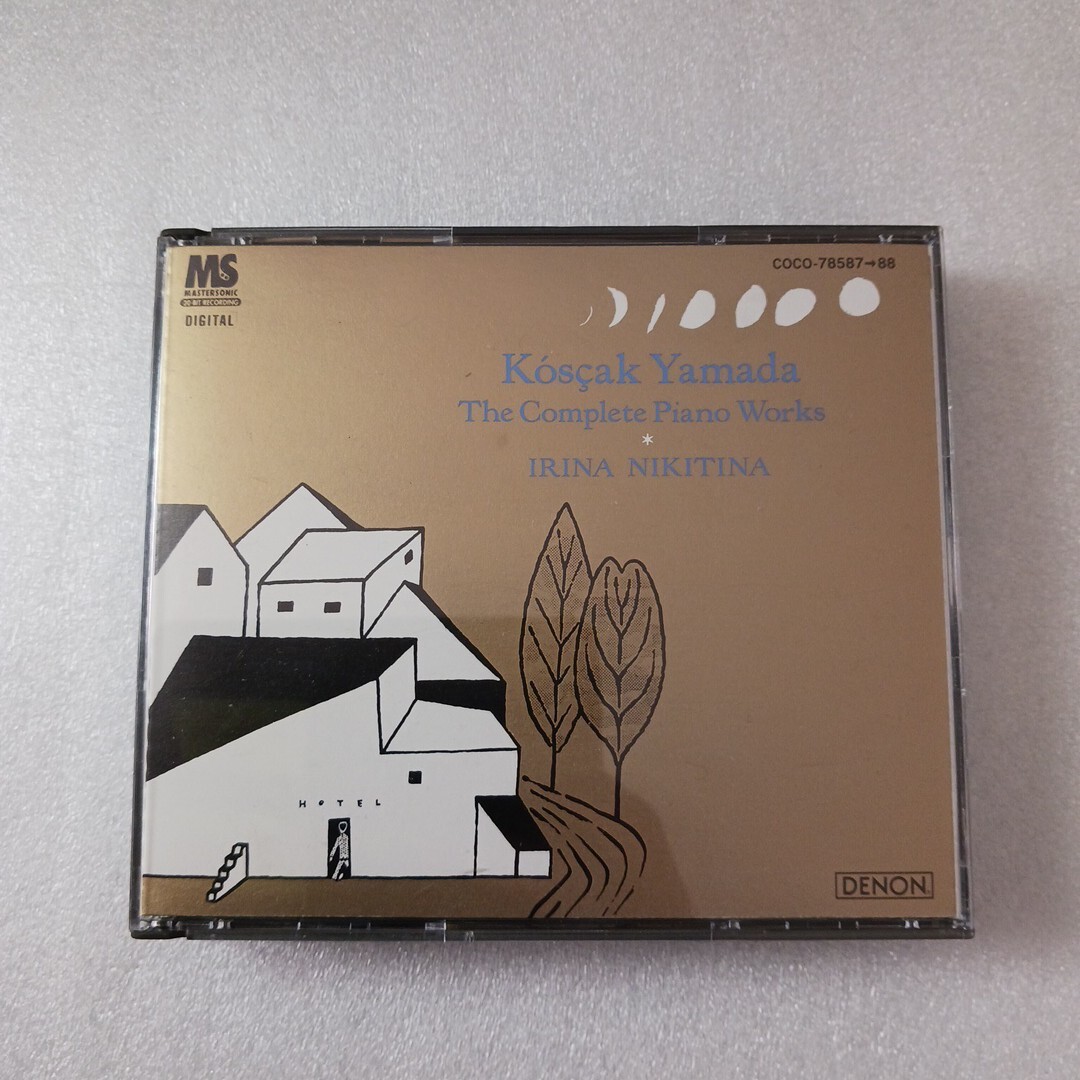 MS
MASTERSONIC
20-BIT RECORDING
DIGITAL
COCO-78587→88
Kósçak Yamada
The Complete Piano Works
*
IRINA NIKITINA
HOTEL
DENON